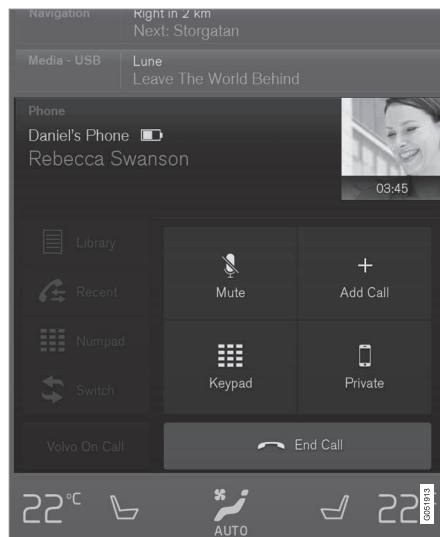 Navigation
Right in 2 km
Next: Storgatan
Media - USB
Lune
Leave The World Behind
Phone
Daniel's Phone
Rebecca Swanson
03:45
Library
Recent
Numpad
Switch
Mute
Add Call
Keypad
Private
Volvo On Call
End Call
22°C
AUTO
22
G051913